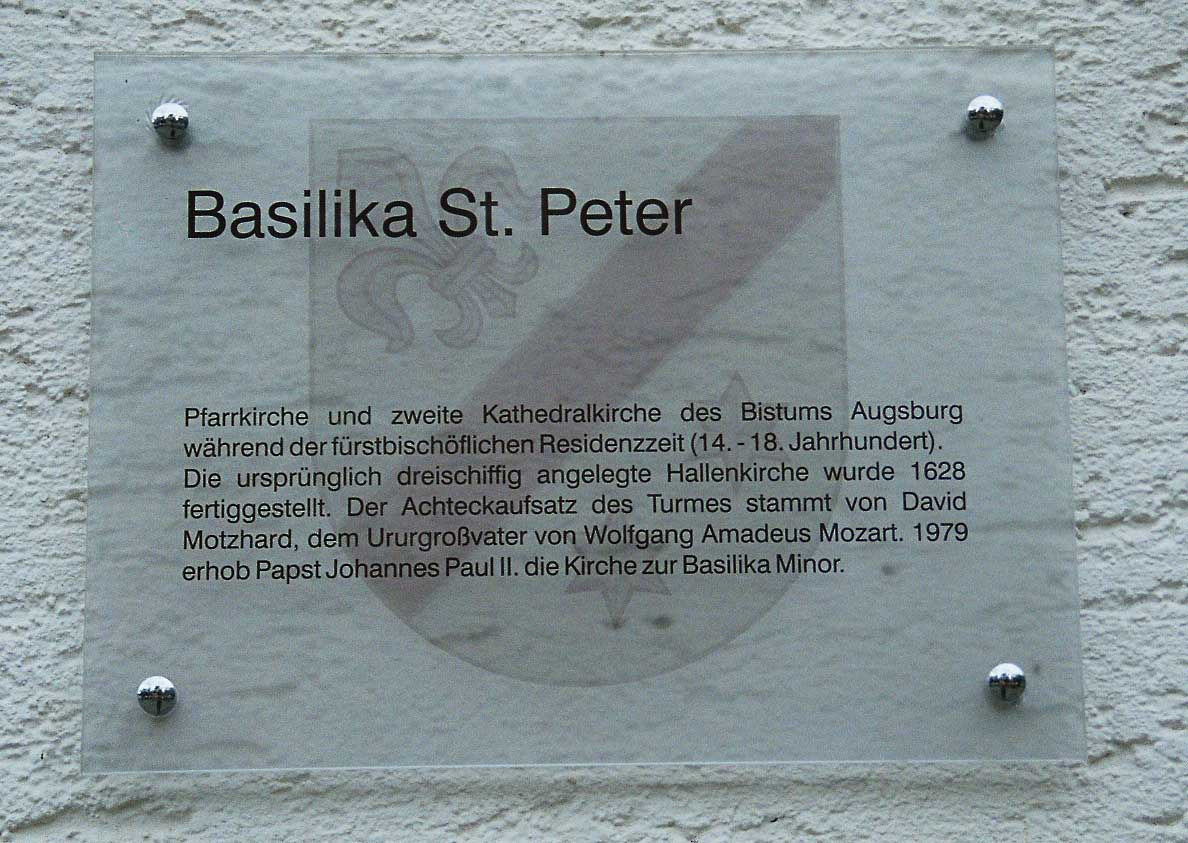 Basilika St. Peter
Pfarrkirche und zweite Kathedralkirche des Bistums Augsburg
während der fürstbischöflichen Residenzzeit (14. - 18. Jahrhundert).
Die ursprünglich dreischiffig angelegte Hallenkirche wurde 1628
fertiggestellt. Der Achteckaufsatz des Turmes stammt von David
Motzhard, dem Ururgroßvater von Wolfgang Amadeus Mozart. 1979
erhob Papst Johannes Paul II. die Kirche zur Basilika Minor.